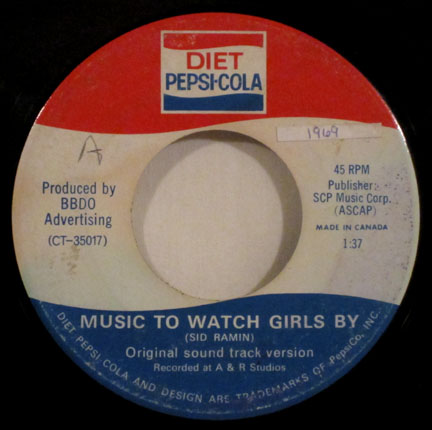 DIET
PEPSI-COLA
1969
A
Produced by
BBDO
Advertising
(CT-35017)
45 RPM
Publisher:
SCP Music Corp.
(ASCAP)
MADE IN CANADA
1:37
MUSIC TO WATCH GIRLS BY
(SID RAMIN)
Original sound track version
Recorded at A & R Studios
DIET PEPSI COLA AND DESIGN ARE TRADEMARKS OF PepsiCo, INC.